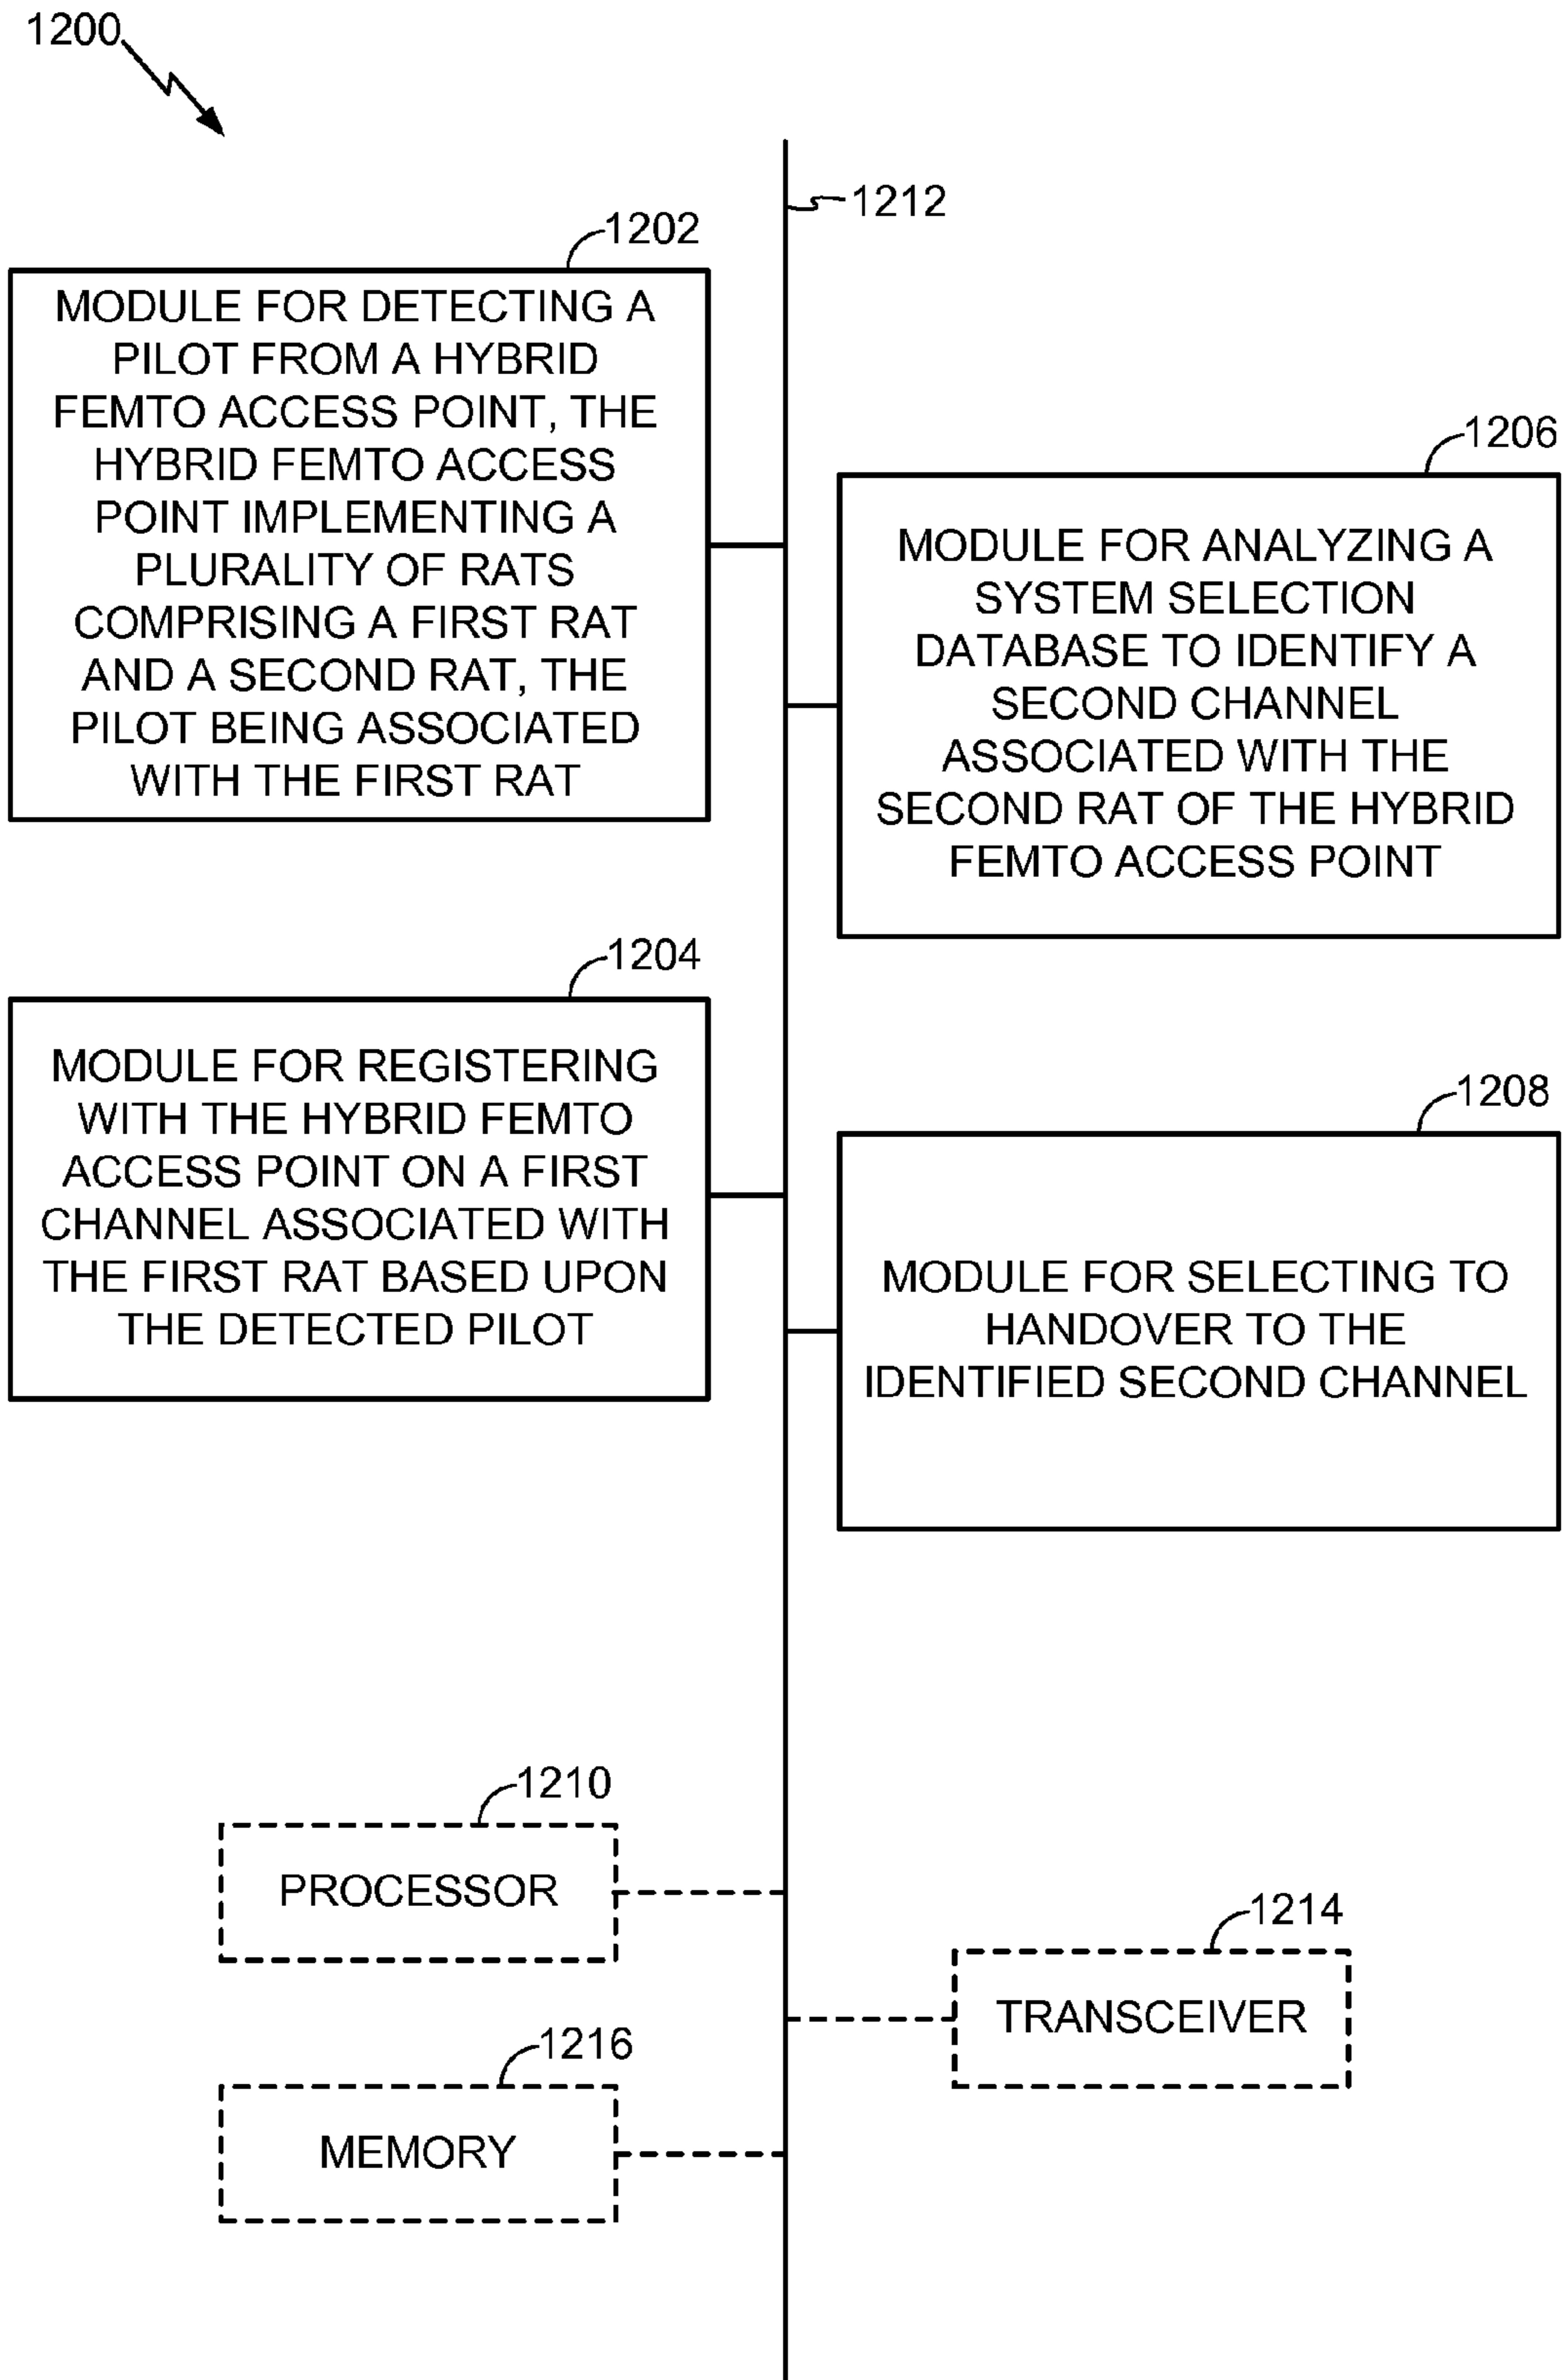 1200
1212
1202
MODULE FOR DETECTING A
PILOT FROM A HYBRID
FEMTO ACCESS POINT, THE
HYBRID FEMTO ACCESS
POINT IMPLEMENTING A
PLURALITY OF RATS
COMPRISING A FIRST RAT
AND A SECOND RAT, THE
PILOT BEING ASSOCIATED
WITH THE FIRST RAT
1206
MODULE FOR ANALYZING A
SYSTEM SELECTION
DATABASE TO IDENTIFY A
SECOND CHANNEL
ASSOCIATED WITH THE
SECOND RAT OF THE HYBRID
FEMTO ACCESS POINT
1204
MODULE FOR REGISTERING
WITH THE HYBRID FEMTO
ACCESS POINT ON A FIRST
CHANNEL ASSOCIATED WITH
THE FIRST RAT BASED UPON
THE DETECTED PILOT
1208
MODULE FOR SELECTING TO
HANDOVER TO THE
IDENTIFIED SECOND CHANNEL
1210
PROCESSOR
1214
TRANSCEIVER
1216
MEMORY